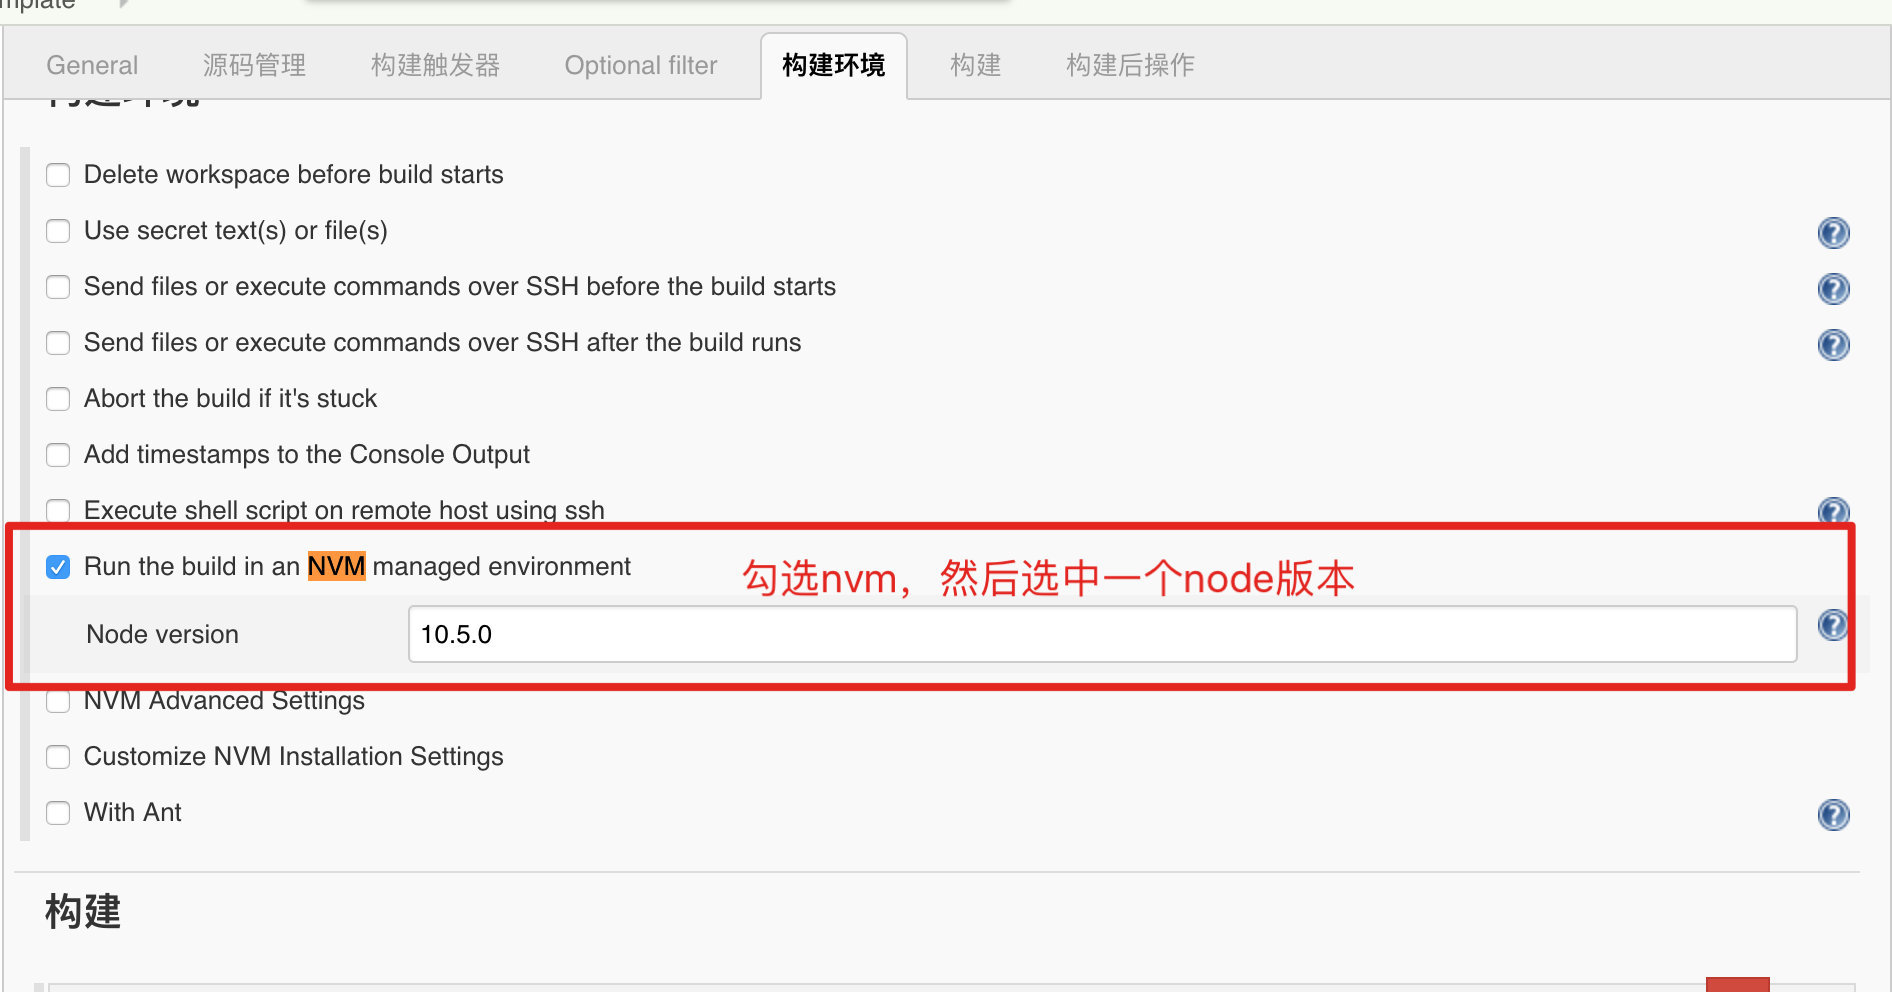 General 源码管理 构建触发器 Optional filter 构建环境 构建 构建后操作
构建环境
Delete workspace before build starts
Use secret text(s) or file(s)
Send files or execute commands over SSH before the build starts
Send files or execute commands over SSH after the build runs
Abort the build if it's stuck
Add timestamps to the Console Output
Execute shell script on remote host using ssh
Run the build in an NVM managed environment
勾选nvm，然后选中一个node版本
Node version 10.5.0
NVM Advanced Settings
Customize NVM Installation Settings
With Ant
构建